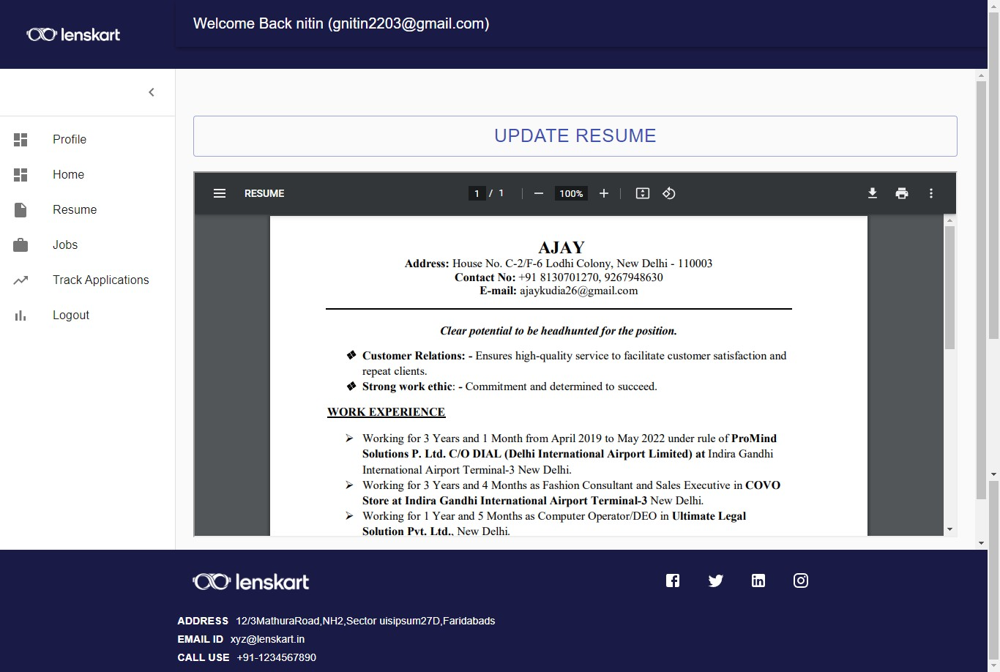 lenskart
Welcome Back nitin (gnitin2203@gmail.com)
Profile
Home
Resume
Jobs
Track Applications
Logout
UPDATE RESUME
RESUME
1 / 1
100%
AJAY
Address: House No. C-2/F-6 Lodhi Colony, New Delhi - 110003
Contact No: +91 8130701270, 9267948630
E-mail: ajaykudia26@gmail.com
Clear potential to be headhunted for the position.
Customer Relations: - Ensures high-quality service to facilitate customer satisfaction and
repeat clients.
Strong work ethic: - Commitment and determined to succeed.
WORK EXPERIENCE
Working for 3 Years and 1 Month from April 2019 to May 2022 under rule of ProMind
Solutions P. Ltd. C/O DIAL (Delhi International Airport Limited) at Indira Gandhi
International Airport Terminal-3 New Delhi.
Working for 3 Years and 4 Months as Fashion Consultant and Sales Executive in COVO
Store at Indira Gandhi International Airport Terminal-3 New Delhi.
Working for 1 Year and 5 Months as Computer Operator/DEO in Ultimate Legal
Solution Pvt. Ltd., New Delhi.
lenskart
ADDRESS 12/3MathuraRoad,NH2,Sector uisipsum27D,Faridabads
EMAIL ID xyz@lenskart.in
CALL USE +91-1234567890